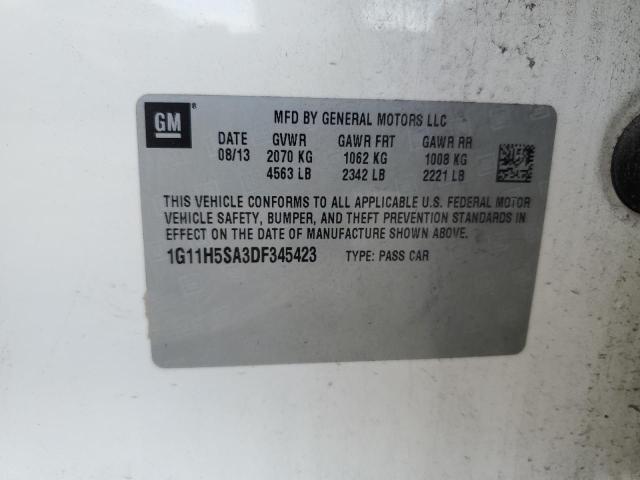 GM®
MFD BY GENERAL MOTORS LLC
DATE GVWR GAWR FRT GAWR RR
08/13 2070 KG 1062 KG 1008 KG
4563 LB 2342 LB 2221 LB
THIS VEHICLE CONFORMS TO ALL APPLICABLE U.S. FEDERAL MOTOR
VEHICLE SAFETY, BUMPER, AND THEFT PREVENTION STANDARDS IN
EFFECT ON THE DATE OF MANUFACTURE SHOWN ABOVE.
1G11H5SA3DF345423 TYPE: PASS CAR